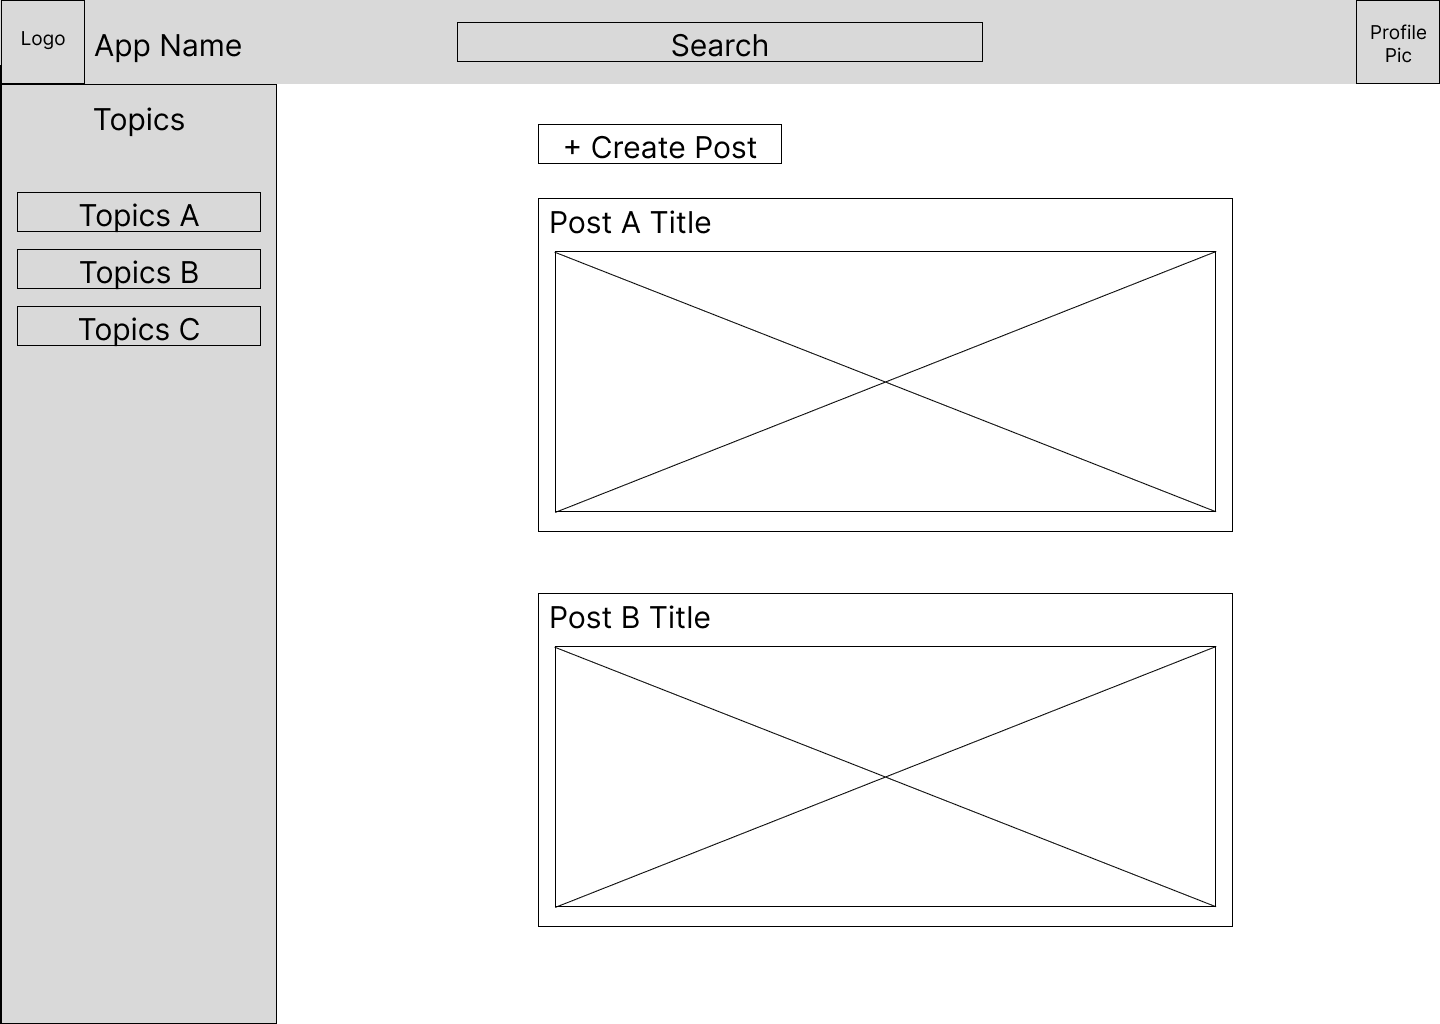 Logo
App Name
Search
Profile
Pic
Topics
Topics A
Topics B
Topics C
+ Create Post
Post A Title
Post B Title